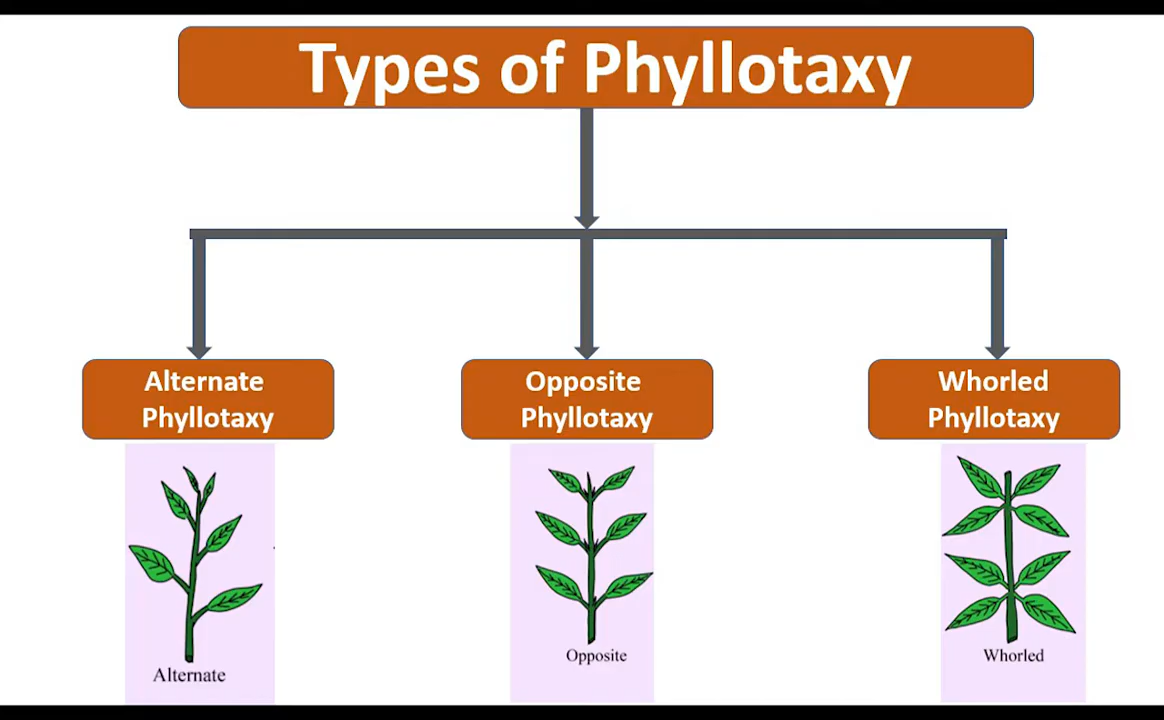 Types of Phyllotaxy
Alternate
Phyllotaxy
Opposite
Phyllotaxy
Whorled
Phyllotaxy
Alternate
Opposite
Whorled